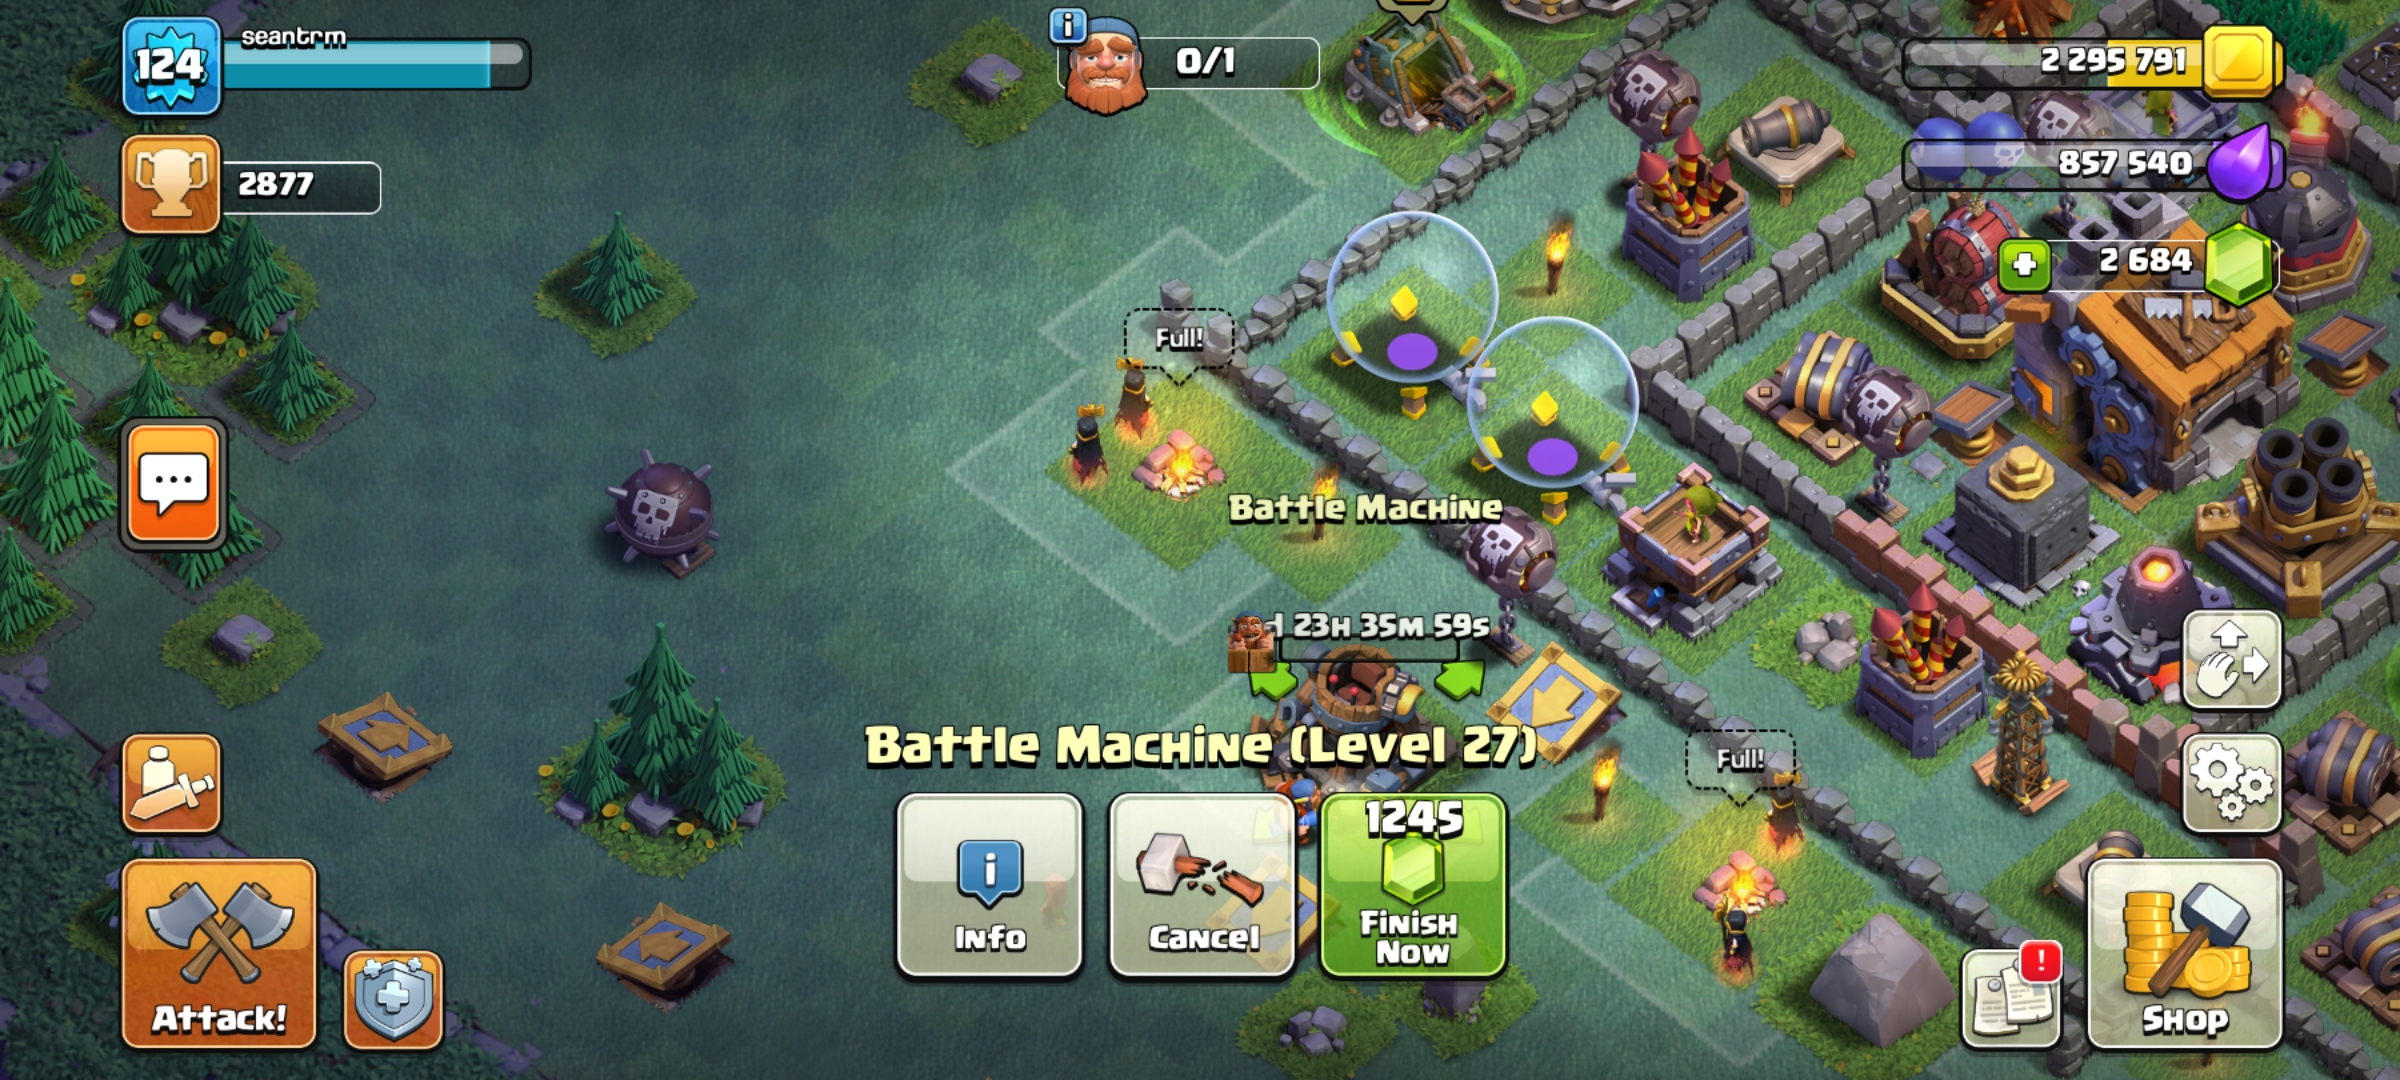 seantrm
124
0/1
2 295 791
2877
857 540
2 684
Full!
Battle Machine
23H 35M 59s
Battle Machine (Level 27)
Full!
1245
Info
Cancel
Finish
Now
Attack!
!
Shop